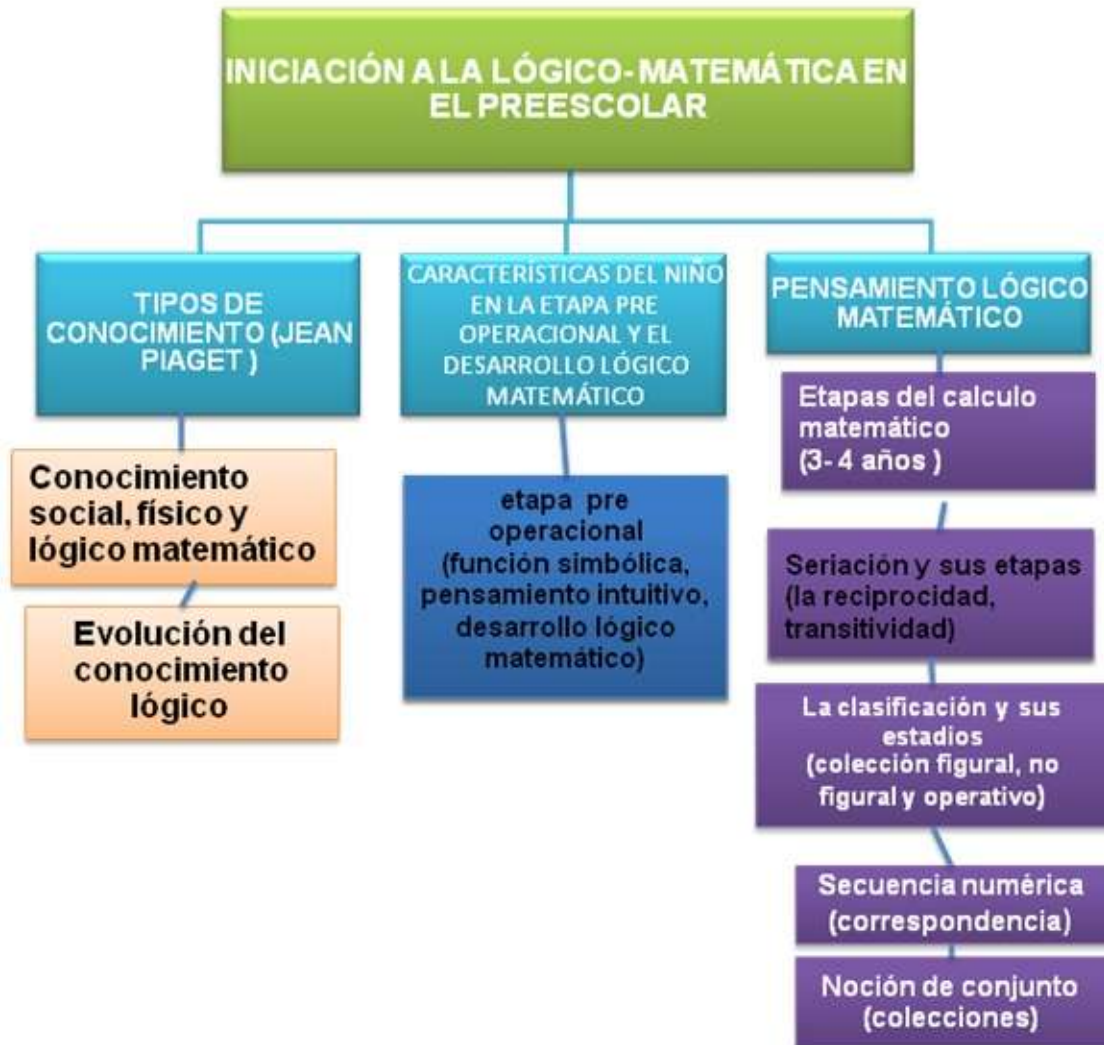 INICIACIÓN A LA LÓGICO-MATEMÁTICA EN
EL PREESCOLAR
TIPOS DE
CONOCIMIENTO (JEAN
PIAGET )
Conocimiento
social, físico y
lógico matemático
Evolución del
conocimiento
lógico
CARACTERÍSTICAS DEL NIÑO
EN LA ETAPA PRE
OPERACIONAL Y EL
DESARROLLO LÓGICO
MATEMÁTICO
etapa pre
operacional
(función simbólica,
pensamiento intuitivo,
desarrollo lógico
matemático)
PENSAMIENTO LÓGICO
MATEMÁTICO
Etapas del calculo
matemático
(3- 4 años )
Seriación y sus etapas
(la reciprocidad,
transitividad)
La clasificación y sus
estadios
(colección figural, no
figural y operativo)
Secuencia numérica
(correspondencia)
Noción de conjunto
(colecciones)